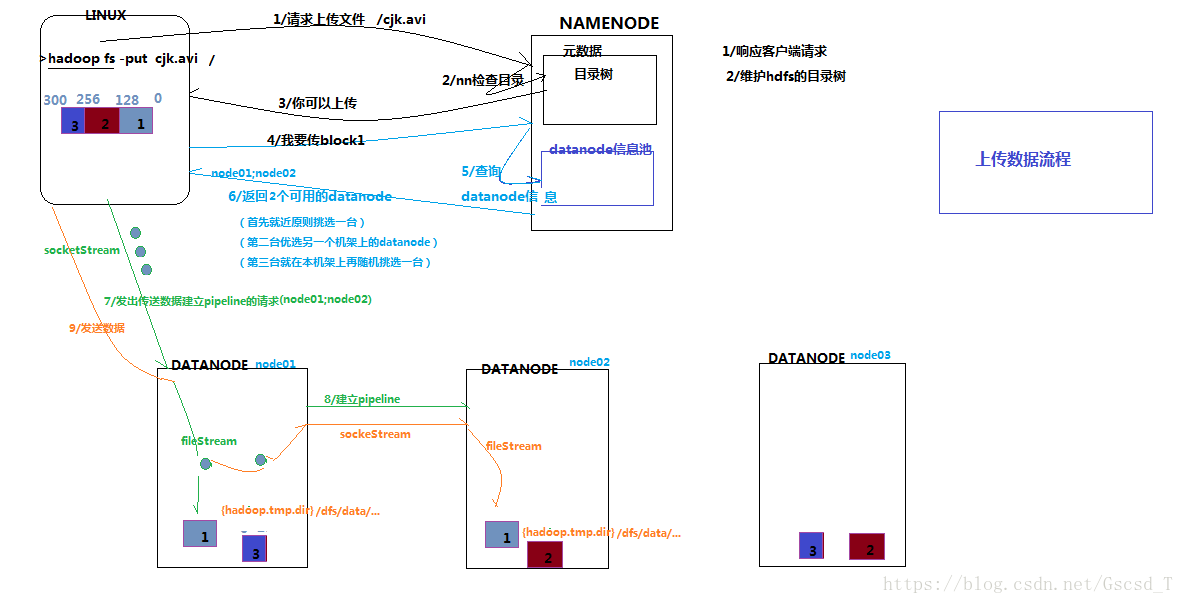 LINUX
1/请求上传文件 /cjk.avi
NAMENODE
>hadoop fs -put cjk.avi /
元数据
目录树
2/nn检查目录
1/响应客户端请求
2/维护hdfs的目录树
300 256 128 0
3 2 1
3/你可以上传
4/我要传block1
datanode信息池
上传数据流程
node01;node02
5/查询
6/返回2个可用的datanode
datanode信 息
（首先就近原则挑选一台）
（第二台优选另一个机架上的datanode）
（第三台就在本机架上再随机挑选一台）
socketStream
7/发出传送数据建立pipeline的请求(node01;node02)
9/发送数据
DATANODE node01
DATANODE node02
DATANODE node03
8/建立pipeline
sockeStream
fileStream
fileStream
{hadoop.tmp.dir}/dfs/data/...
1
3
{hadoop.tmp.dir}/dfs/data/...
1
2
3
2
https://blog.csdn.net/Gscsd_T